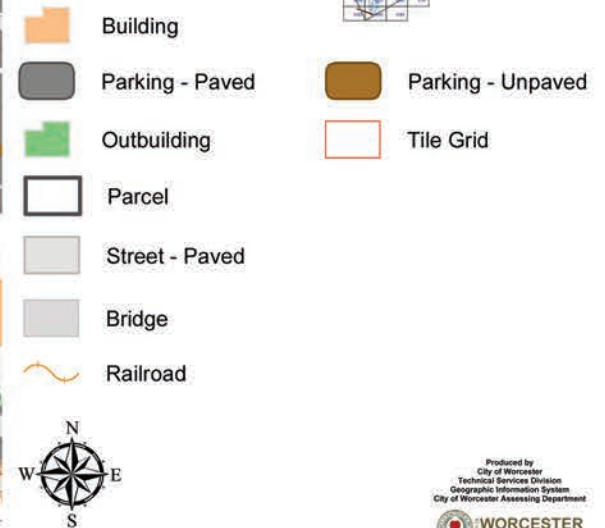 Building
Parking - Paved
Parking - Unpaved
Outbuilding
Tile Grid
Parcel
Street - Paved
Bridge
Railroad
N
W E
S
Produced by
City of Worcester
Technical Services Division
Geographic Information System
City of Worcester Assessing Department
WORCESTER